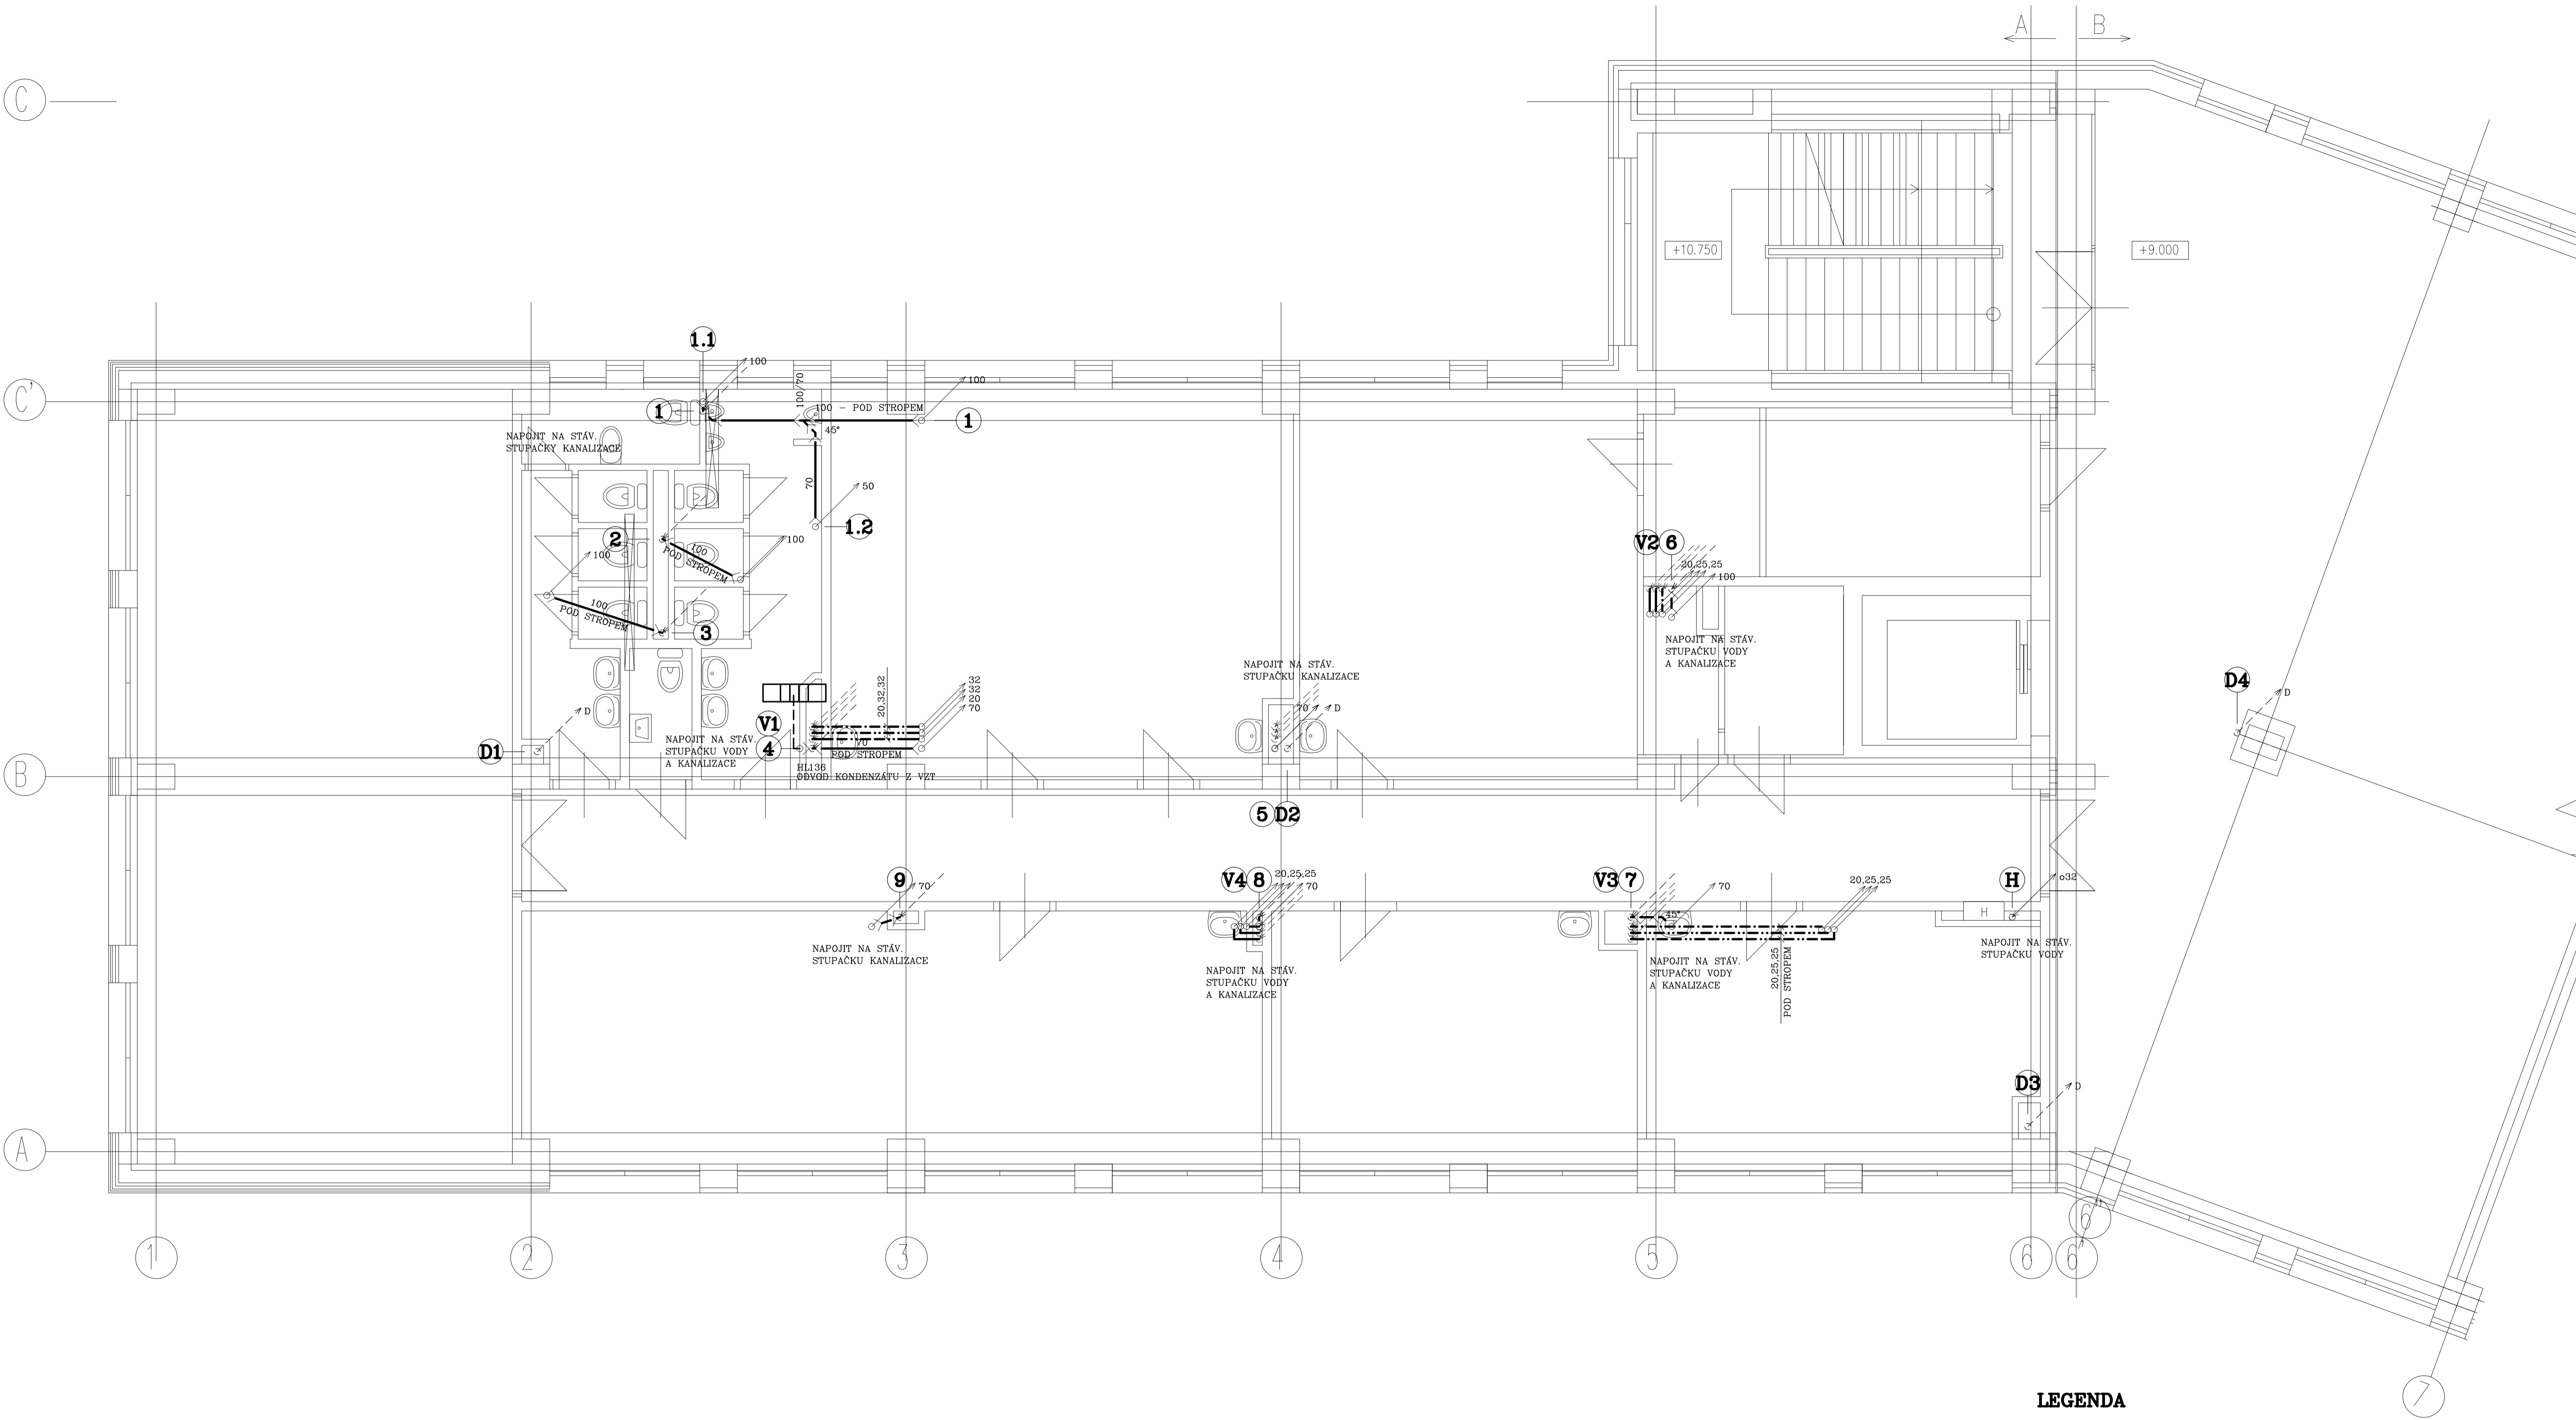 A
B
C
+10.750
+9.000
1.1
100
100/70
100
C'
1
100 - POD STROPEM
1
45°
NAPOJIT NA STÁV.
STUPAČKY KANALIZACE
70
50
1.2
2
100
POD STROPEM
100
100
V2
6
20,25,25
100
100
POD STROPEM
3
NAPOJIT NA STÁV.
STUPAČKU VODY
A KANALIZACE
NAPOJIT NA STÁV.
STUPAČKU KANALIZACE
20,32,32
32
32
20
70
D4
D
D
V1
70
D
D1
NAPOJIT NA STÁV.
STUPAČKU VODY
A KANALIZACE
4
70
POD STROPEM
HL136
ODVOD KONDENZÁTU Z VZT
B
5
D2
9
70
V4
8
20,25,25
70
V3
7
70
20,25,25
H
ø32
45°
H
NAPOJIT NA STÁV.
STUPAČKU KANALIZACE
NAPOJIT NA STÁV.
STUPAČKU VODY
A KANALIZACE
NAPOJIT NA STÁV.
STUPAČKU VODY
A KANALIZACE
20,25,25
POD STROPEM
NAPOJIT NA STÁV.
STUPAČKU VODY
D3
D
A
6''
1
2
3
4
5
6
6'
7
LEGENDA